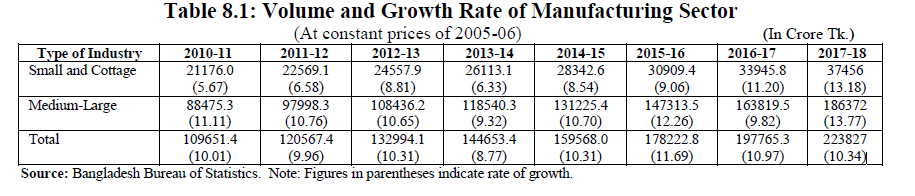 Table 8.1: Volume and Growth Rate of Manufacturing Sector
(At constant prices of 2005-06) (In Crore Tk.)
Type of Industry 2010-11 2011-12 2012-13 2013-14 2014-15 2015-16 2016-17 2017-18
Small and Cottage 21176.0 22569.1 24557.9 26113.1 28342.6 30909.4 33945.8 37456
(5.67) (6.58) (8.81) (6.33) (8.54) (9.06) (11.20) (13.18)
Medium-Large 88475.3 97998.3 108436.2 118540.3 131225.4 147313.5 163819.5 186372
(11.11) (10.76) (10.65) (9.32) (10.70) (12.26) (9.82) (13.77)
Total 109651.4 120567.4 132994.1 144653.4 159568.0 178222.8 197765.3 223827
(10.01) (9.96) (10.31) (8.77) (10.31) (11.69) (10.97) (10.34)
Source: Bangladesh Bureau of Statistics. Note: Figures in parentheses indicate rate of growth.